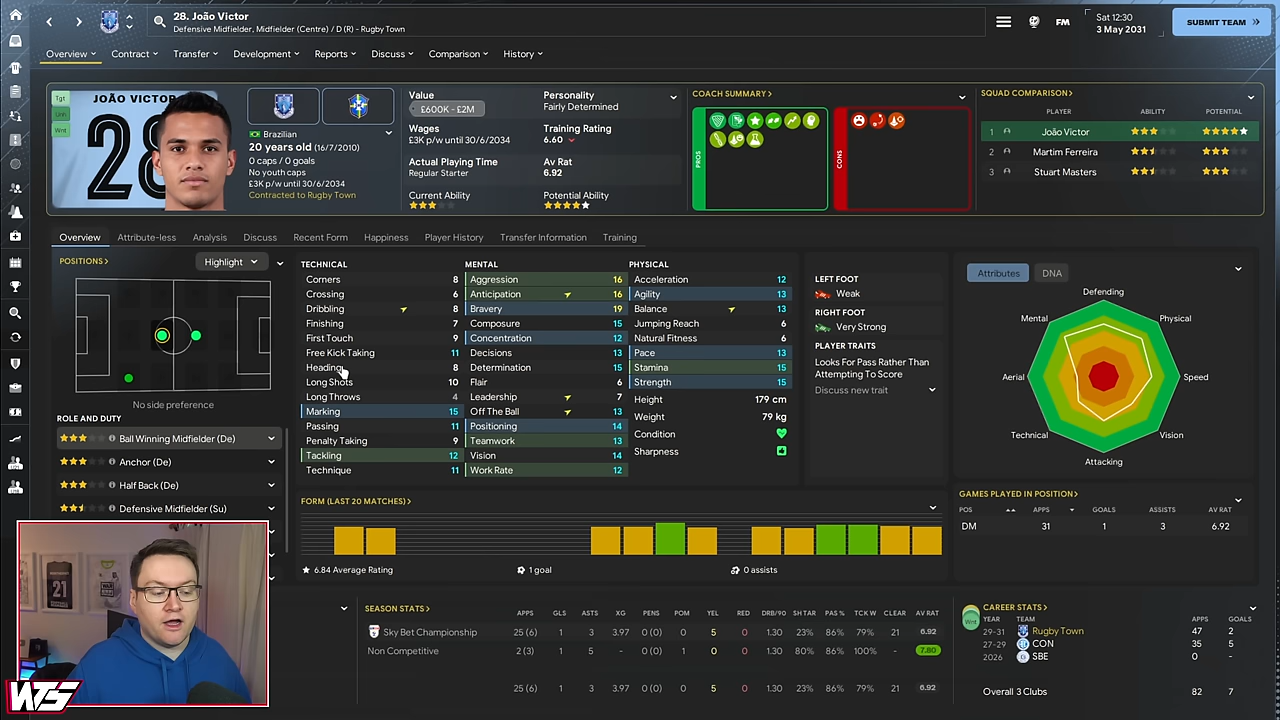 28. João Victor
Defensive Midfielder, Midfielder (Centre) / D (R) - Rugby Town
FM
Sat 12:30
3 May 2031
SUBMIT TEAM
Overview Contract Transfer Development Reports Discuss Comparison History
Tgt
Unh
Wnt
JOÃO VICTOR
28
Brazilian
20 years old (16/7/2010)
0 caps / 0 goals
No youth caps
£3K p/w until 30/6/2034
Contracted to Rugby Town
Value
£600K - £2M
Wages
£3K p/w until 30/6/2034
Actual Playing Time
Regular Starter
Current Ability
Personality
Fairly Determined
Training Rating
6.60
Av Rat
6.92
Potential Ability
COACH SUMMARY >
PROS
CONS
SQUAD COMPARISON >
PLAYER ABILITY POTENTIAL
1 João Victor
2 Martim Ferreira
3 Stuart Masters
Overview Attribute-less Analysis Discuss Recent Form Happiness Player History Transfer Information Training
POSITIONS >
Highlight
No side preference
ROLE AND DUTY
Ball Winning Midfielder (De)
Anchor (De)
Half Back (De)
Defensive Midfielder (Su)
TECHNICAL
Corners 8
Crossing 6
Dribbling 8
Finishing 7
First Touch 9
Free Kick Taking 11
Heading 8
Long Shots 10
Long Throws 4
Marking 15
Passing 11
Penalty Taking 9
Tackling 12
Technique 11
MENTAL
Aggression 16
Anticipation 16
Bravery 19
Composure 15
Concentration 12
Decisions 13
Determination 15
Flair 6
Leadership 7
Off The Ball 13
Positioning 14
Teamwork 13
Vision 14
Work Rate 12
PHYSICAL
Acceleration 12
Agility 13
Balance 13
Jumping Reach 6
Natural Fitness 6
Pace 13
Stamina 15
Strength 15
Height 179 cm
Weight 79 kg
Condition
Sharpness
LEFT FOOT
Weak
RIGHT FOOT
Very Strong
PLAYER TRAITS
Looks For Pass Rather Than
Attempting To Score
Discuss new trait
Attributes DNA
Defending
Physical
Speed
Vision
Attacking
Technical
Aerial
Mental
FORM (LAST 20 MATCHES) >
6.84 Average Rating 1 goal 0 assists
GAMES PLAYED IN POSITION >
POS APPS GOALS ASSISTS AV RAT
DM 31 1 3 6.92
SEASON STATS > APPS GLS ASTS XG PENS POM YEL RED DRB/90 SH TAR PAS % TCK W CLEAR AV RAT
Sky Bet Championship 25 (6) 1 3 3.97 0 (0) 0 5 0 1.30 23% 86% 79% 21 6.92
Non Competitive 2 (3) 1 5 - 0 (0) 1 0 0 1.30 80% 86% 100% - 7.80
25 (6) 1 3 3.97 0 (0) 0 5 0 1.30 23% 86% 79% 21 6.92
Wnt
CAREER STATS >
YEAR TEAM APPS GOALS
29-31 Rugby Town 47 2
27-29 CON 35 5
2026 SBE 0 -
Overall 3 Clubs 82 7
21
WTS